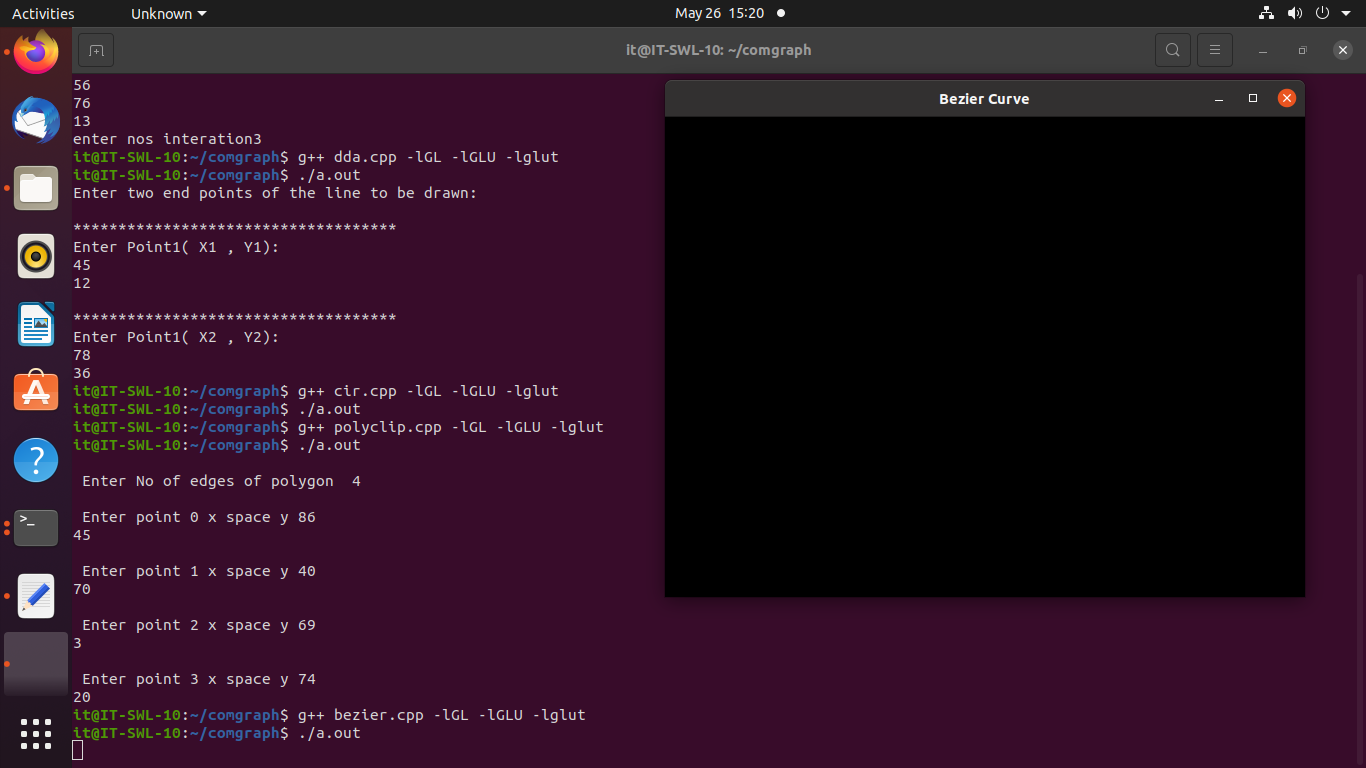 Activities
Unknown
May 26 15:20
it@IT-SWL-10: ~/comgraph
56
76
13
enter nos interation3
it@IT-SWL-10:~/comgraph$ g++ dda.cpp -lGL -lGLU -lglut
it@IT-SWL-10:~/comgraph$ ./a.out
Enter two end points of the line to be drawn:
************************************
Enter Point1( X1 , Y1):
45
12
************************************
Enter Point1( X2 , Y2):
78
36
it@IT-SWL-10:~/comgraph$ g++ cir.cpp -lGL -lGLU -lglut
it@IT-SWL-10:~/comgraph$ ./a.out
it@IT-SWL-10:~/comgraph$ g++ polyclip.cpp -lGL -lGLU -lglut
it@IT-SWL-10:~/comgraph$ ./a.out
Enter No of edges of polygon  4
Enter point 0 x space y 86
45
Enter point 1 x space y 40
70
Enter point 2 x space y 69
3
Enter point 3 x space y 74
20
it@IT-SWL-10:~/comgraph$ g++ bezier.cpp -lGL -lGLU -lglut
it@IT-SWL-10:~/comgraph$ ./a.out
Bezier Curve